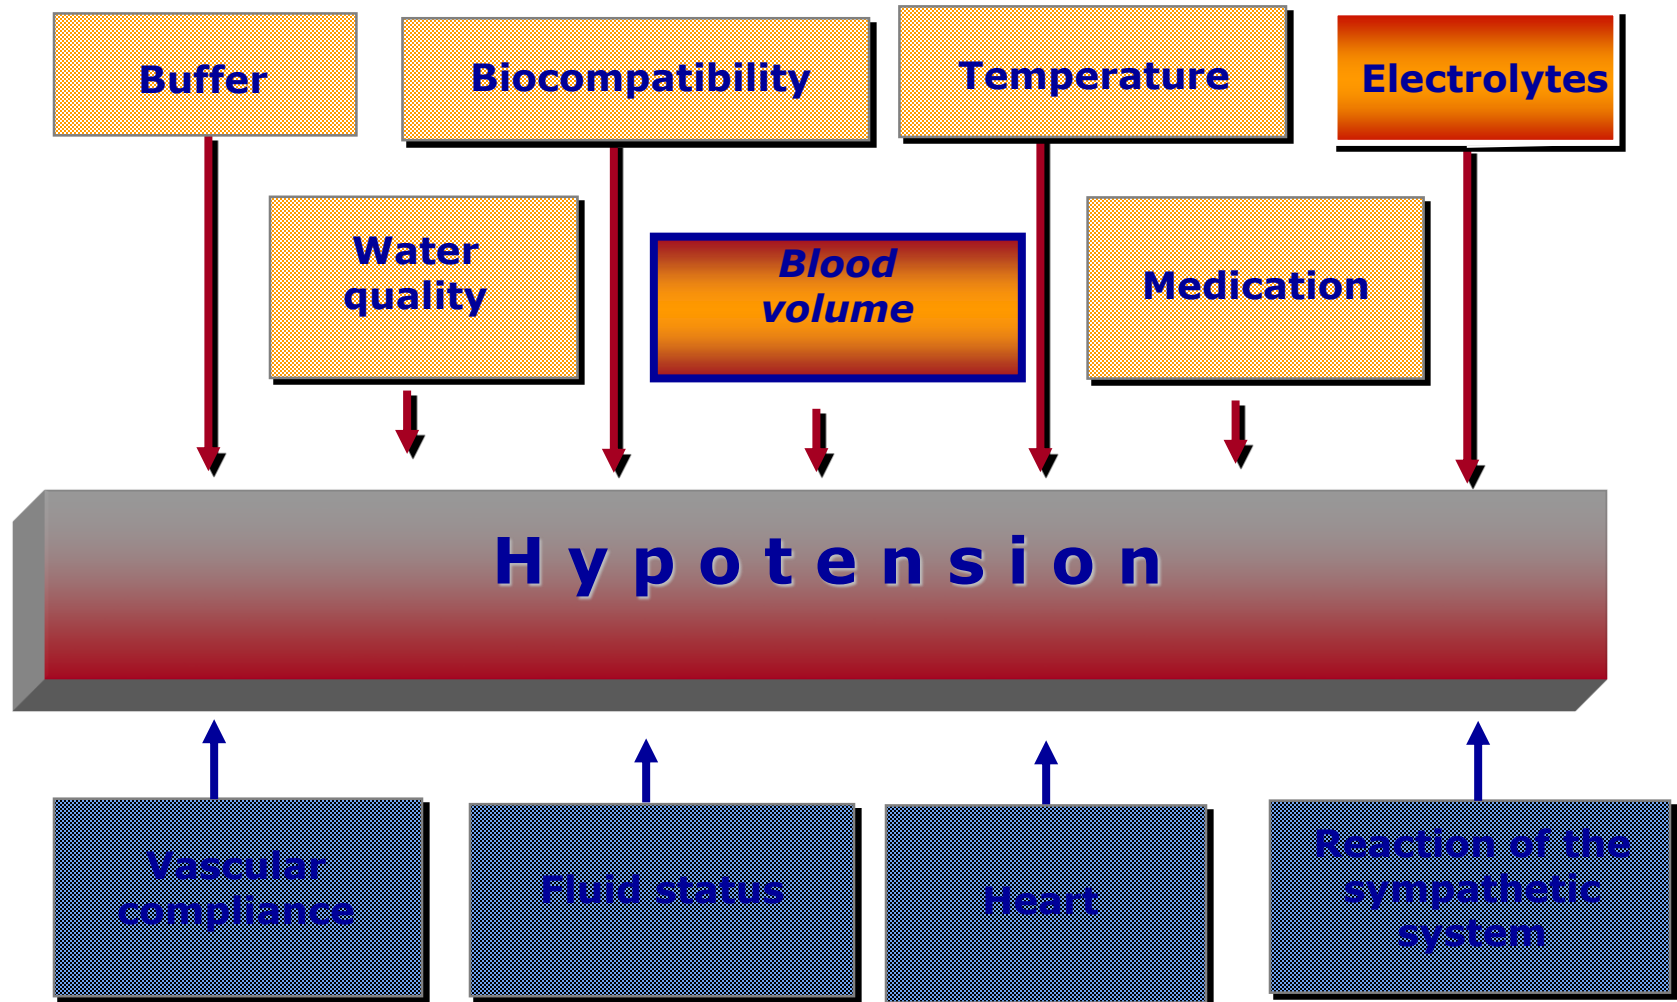 Buffer
Biocompatibility
Temperature
Electrolytes
Water
quality
Blood
volume
Medication
Hypotension
Vascular
compliance
Fluid status
Heart
Reaction of the
sympathetic
system